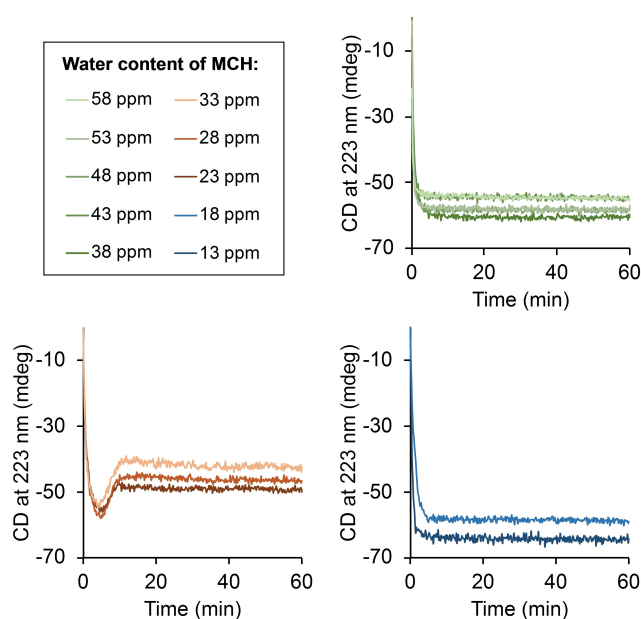 Water content of MCH:
58 ppm
33 ppm
53 ppm
28 ppm
48 ppm
23 ppm
43 ppm
18 ppm
38 ppm
13 ppm
CD at 223 nm (mdeg)
-10
-30
-50
-70
0
20
40
60
Time (min)
CD at 223 nm (mdeg)
-10
-30
-50
-70
0
20
40
60
Time (min)
CD at 223 nm (mdeg)
-10
-30
-50
-70
0
20
40
60
Time (min)